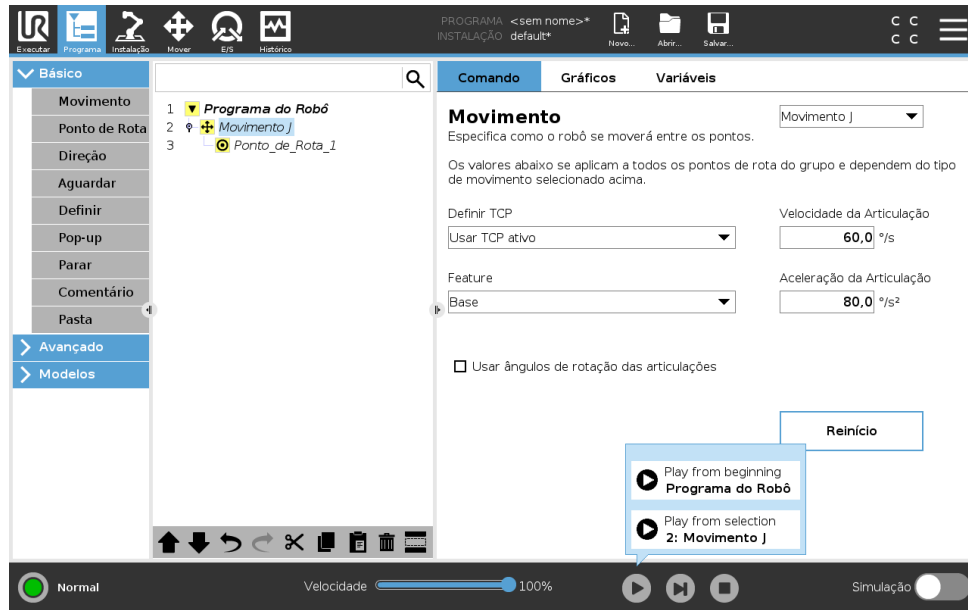 Executar
Programa
Instalação
Mover
E/S
Histórico
PROGRAMA <sem nome>*
INSTALAÇÃO default*
Novo...
Abrir...
Salvar...
C C
C C
Básico
Movimento
Ponto de Rota
Direção
Aguardar
Definir
Pop-up
Parar
Comentário
Pasta
Avançado
Modelos
1 Programa do Robô
2 Movimento J
3 Ponto_de_Rota_1
Comando Gráficos Variáveis
Movimento
Movimento J
Especifica como o robô se moverá entre os pontos.
Os valores abaixo se aplicam a todos os pontos de rota do grupo e dependem do tipo
de movimento selecionado acima.
Definir TCP
Velocidade da Articulação
Usar TCP ativo
60,0 °/s
Feature
Aceleração da Articulação
Base
80,0 °/s²
Usar ângulos de rotação das articulações
Reinício
Play from beginning
Programa do Robô
Play from selection
2: Movimento J
Normal
Velocidade
100%
Simulação